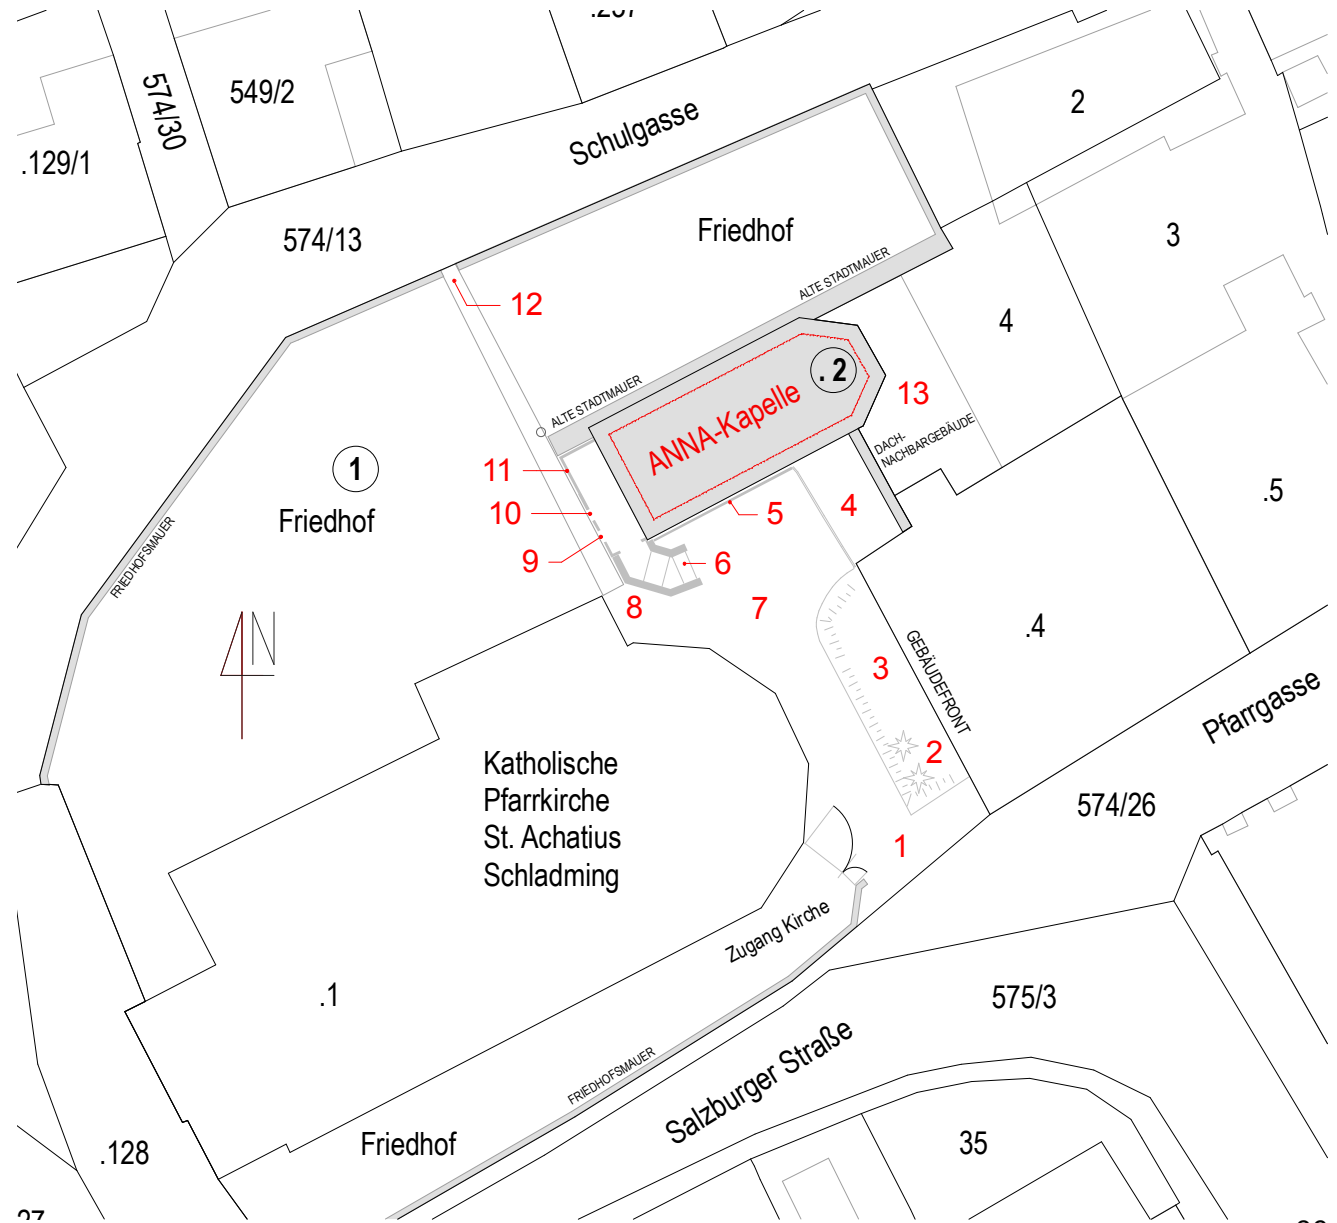 549/2
574/30
.129/1
Schulgasse
2
574/13
Friedhof
3
ALTE STADTMAUER
12
4
. 2
ALTE STADTMAUER
ANNA-Kapelle
13
DACH-
NACHBARGEBÄUDE
1
Friedhof
11
10
9
5
4
.5
6
FRIEDHOFSMAUER
8
7
.4
N
3
GEBÄUDEFRONT
2
Pfarrgasse
Katholische
Pfarrkirche
St. Achatius
Schladming
574/26
1
Zugang Kirche
.1
575/3
Salzburger Straße
FRIEDHOFSMAUER
Friedhof
.128
35